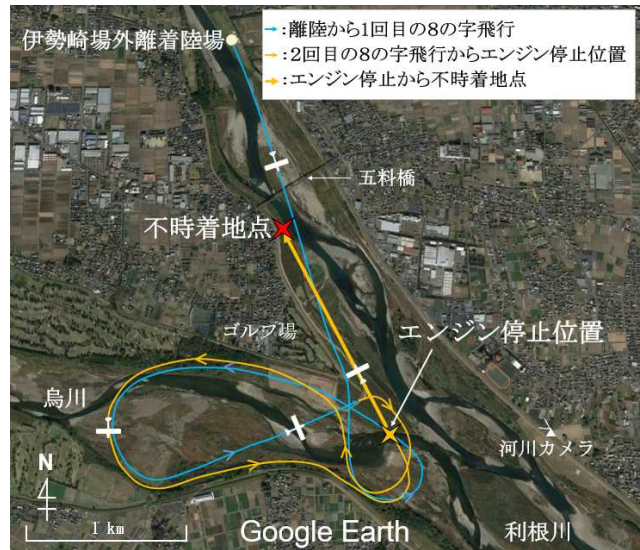 :離陸から1回目の8の字飛行
:2回目の8の字飛行からエンジン停止位置
:エンジン停止から不時着地点
伊勢崎場外離着陸場
五料橋
不時着地点
ゴルフ場
エンジン停止位置
烏川
河川カメラ
N
1 km
Google Earth
利根川